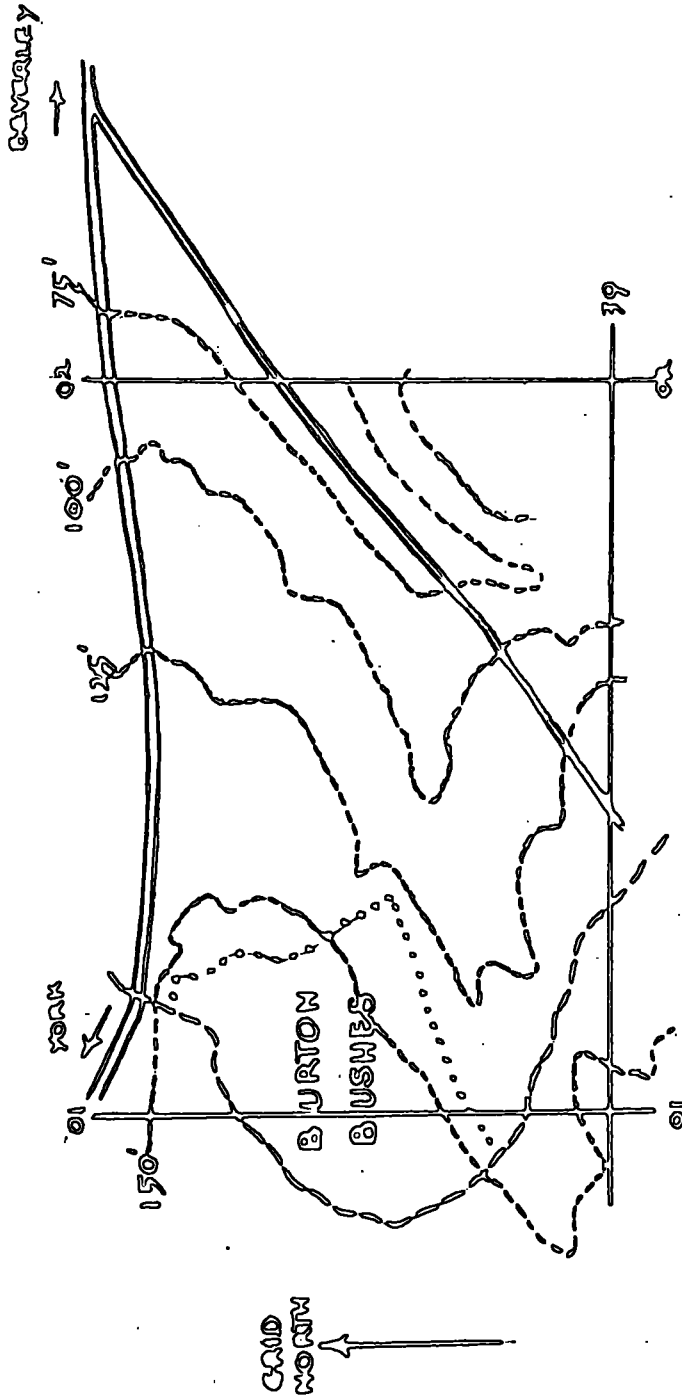 BEVERLEY
75'
02
100'
125'
YORK
01
150'
39
BURTON
BUSHES
01
GRID
NORTH